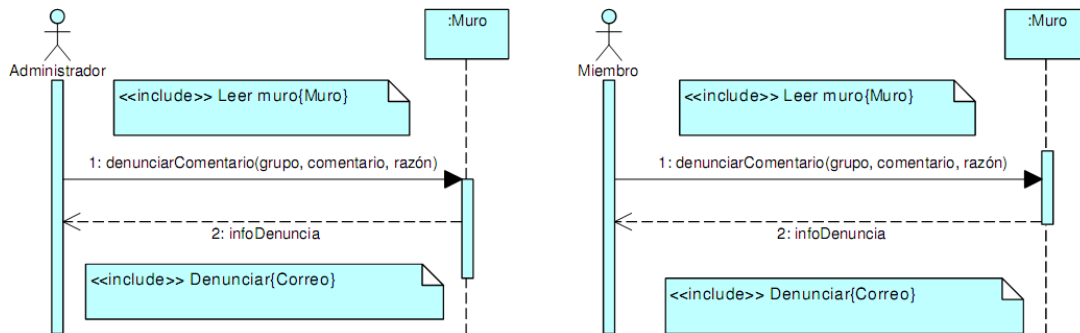 :Muro
Administrador
<<include>> Leer muro{Muro}
1: denunciarComentario(grupo, comentario, razón)
2: infoDenuncia
<<include>> Denunciar{Correo}
:Muro
Miembro
<<include>> Leer muro{Muro}
1: denunciarComentario(grupo, comentario, razón)
2: infoDenuncia
<<include>> Denunciar{Correo}